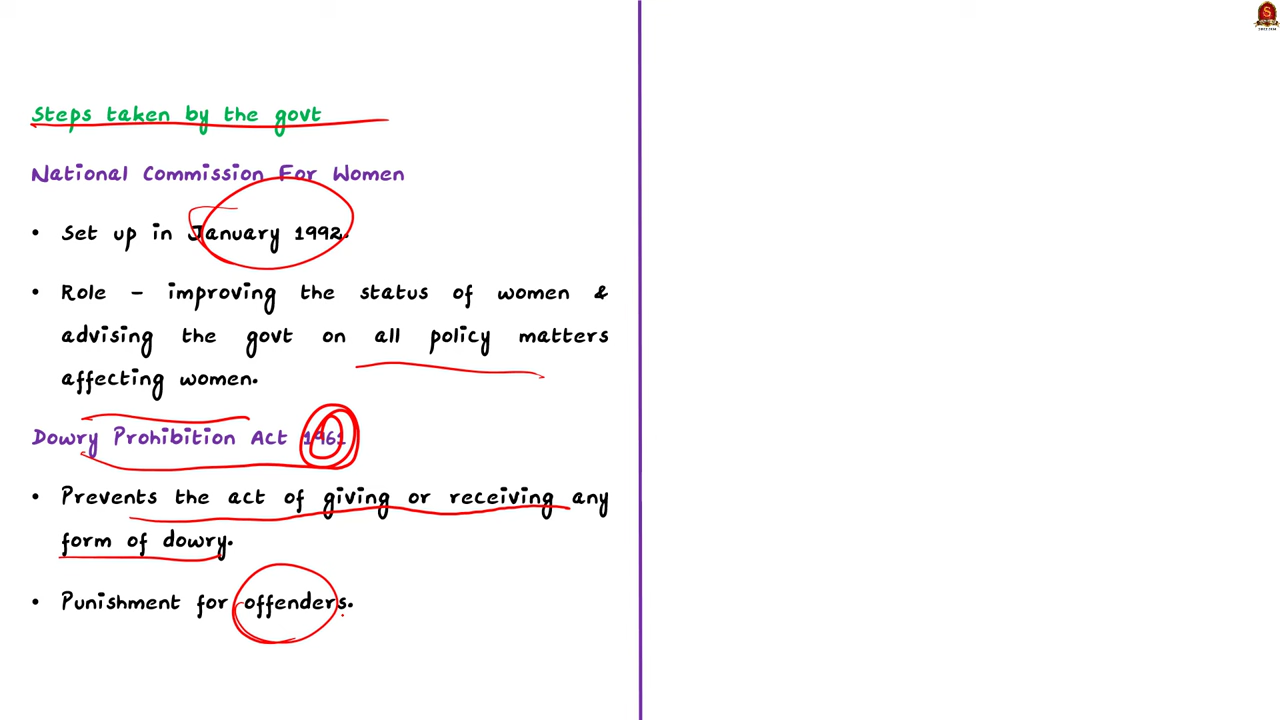 Steps taken by the govt
National Commission For Women
• Set up in January 1992.
• Role - improving the status of women &
advising the govt on all policy matters
affecting women.
Dowry Prohibition Act 1961
• Prevents the act of giving or receiving any
form of dowry.
• Punishment for offenders.